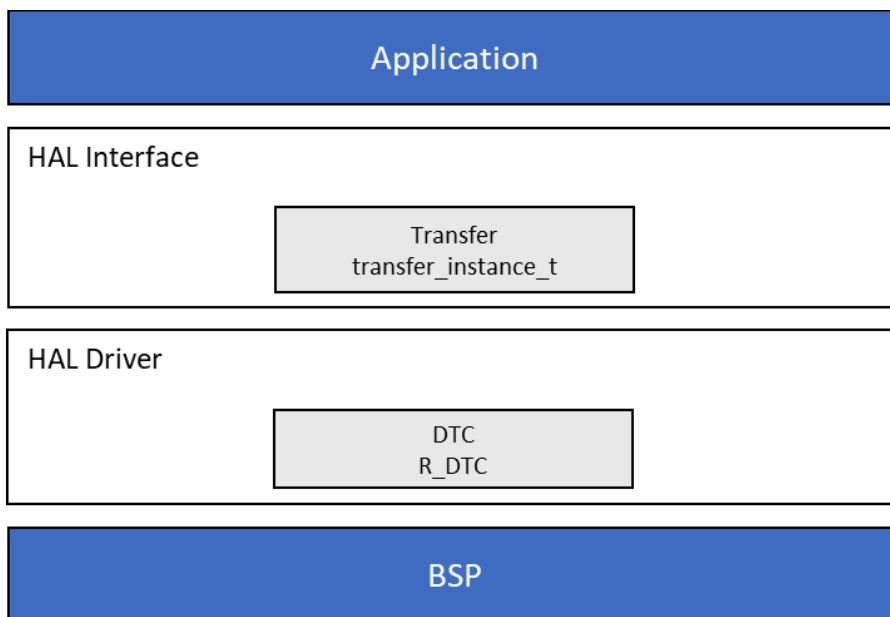 Application
HAL Interface
Transfer
transfer_instance_t
HAL Driver
DTC
R_DTC
BSP